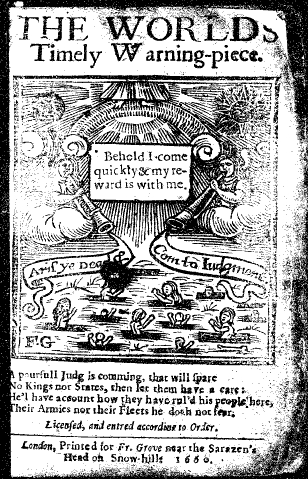 THE WORLDS
Timely Warning-piece.
Behold I come
quickly & my re-
ward is with me.
Arise ye dead
Com to Iudgment
F:G
A pourfull Judg is comming, that will spare
No Kings nor States, then let them have a care:
He'l have account how they have rul'd his people here,
Their Armies nor their Fleets he doth not fear.
Licensed, and entred according to Order.
London, Printed for Fr. Grove near the Sarazen's
Head on Snow-hill: 1660.